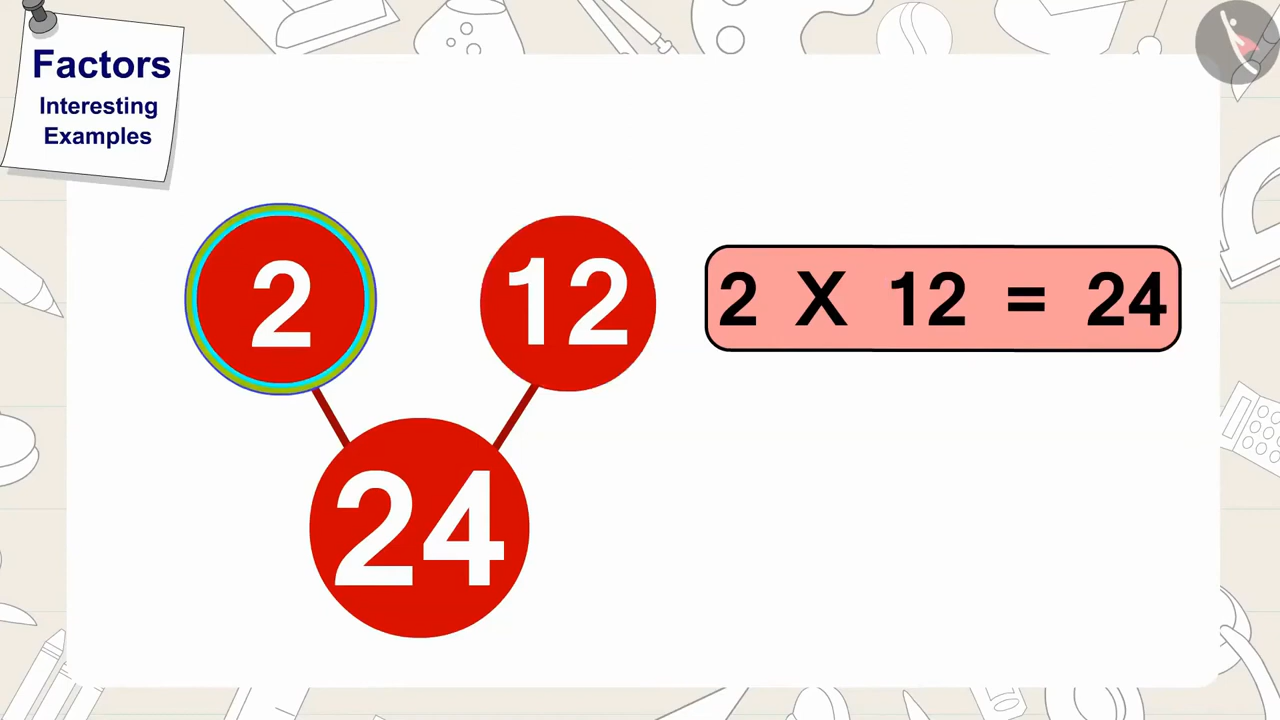 Factors
Interesting
Examples
2
12
2 X 12 = 24
24